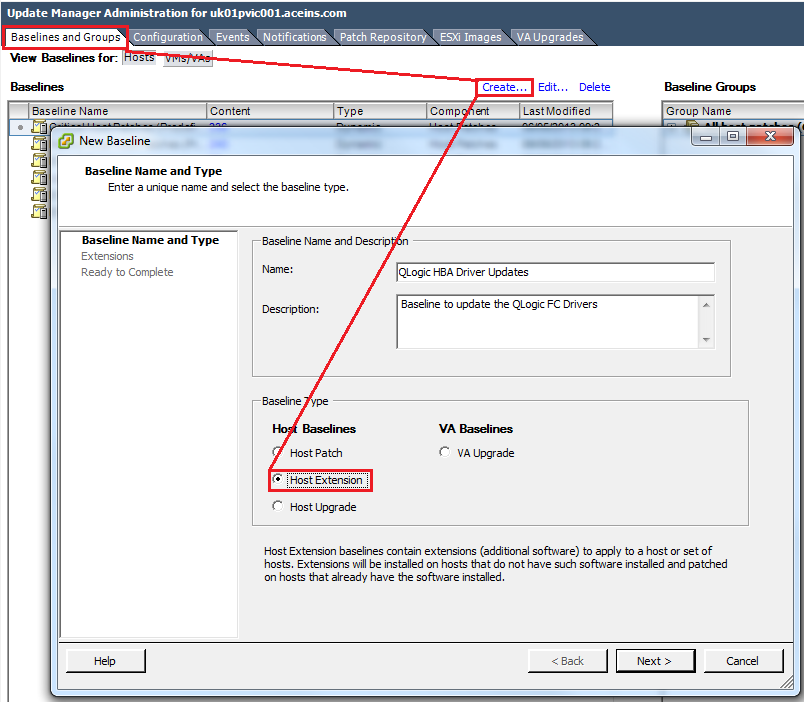 Update Manager Administration for uk01pvic001.aceins.com
Baselines and Groups Configuration Events Notifications Patch Repository ESXi Images VA Upgrades
View Baselines for: Hosts VMs/VAs
Baselines Create... Edit... Delete Baseline Groups
Baseline Name Content Type Component Last Modified Group Name
New Baseline
Baseline Name and Type
Enter a unique name and select the baseline type.
Baseline Name and Type
Extensions
Ready to Complete
Baseline Name and Description
Name: QLogic HBA Driver Updates
Description: Baseline to update the QLogic FC Drivers
Baseline Type
Host Baselines VA Baselines
Host Patch VA Upgrade
Host Extension
Host Upgrade
Host Extension baselines contain extensions (additional software) to apply to a host or set of
hosts. Extensions will be installed on hosts that do not have such software installed and patched
on hosts that already have the software installed.
Help < Back Next > Cancel